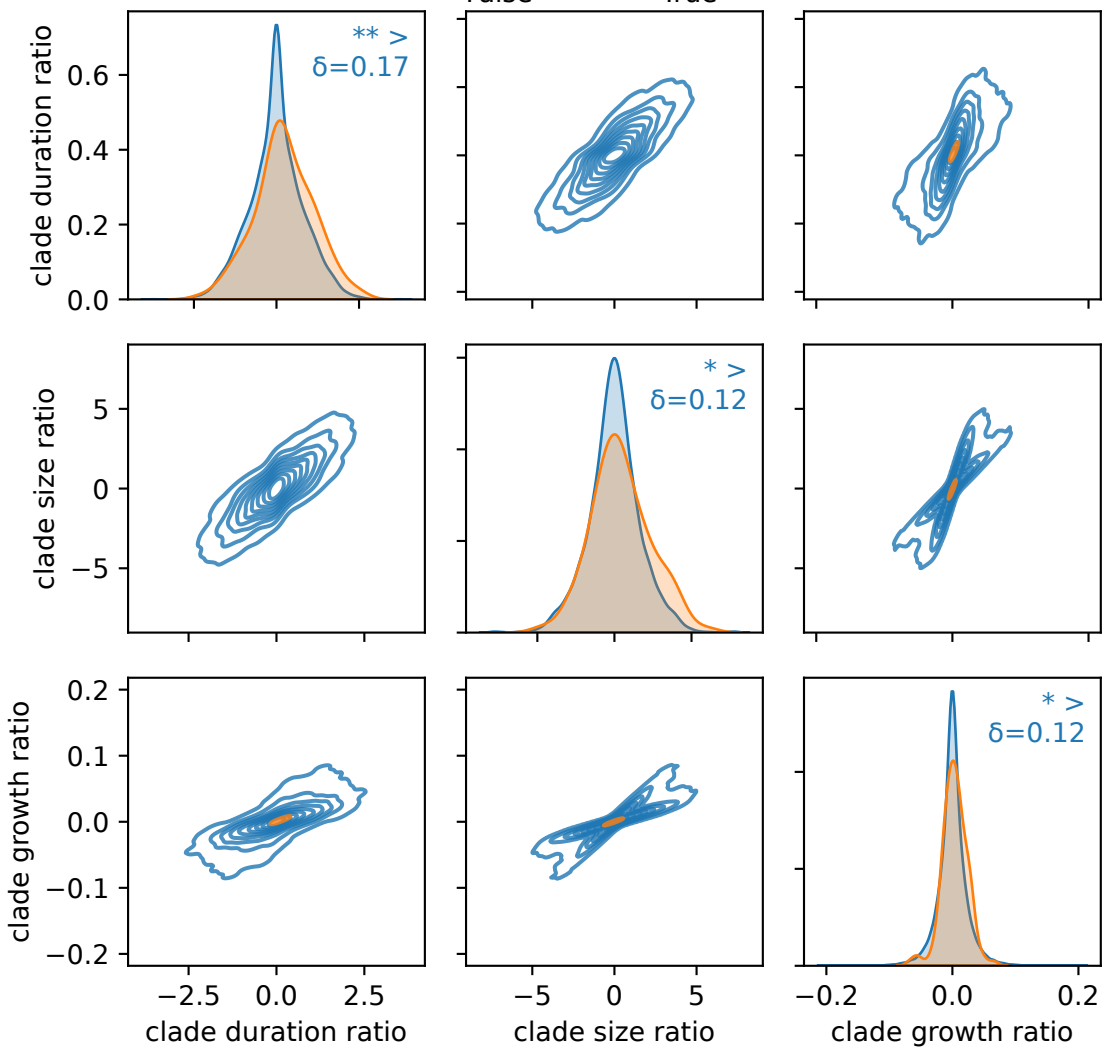 clade duration ratio
0.6
0.4
0.2
0.0
** >
δ=0.17
clade size ratio
5
0
−5
* >
δ=0.12
clade growth ratio
0.2
0.1
0.0
−0.1
−0.2
* >
δ=0.12
−2.5 0.0 2.5
clade duration ratio
−5 0 5
clade size ratio
−0.2 0.0 0.2
clade growth ratio